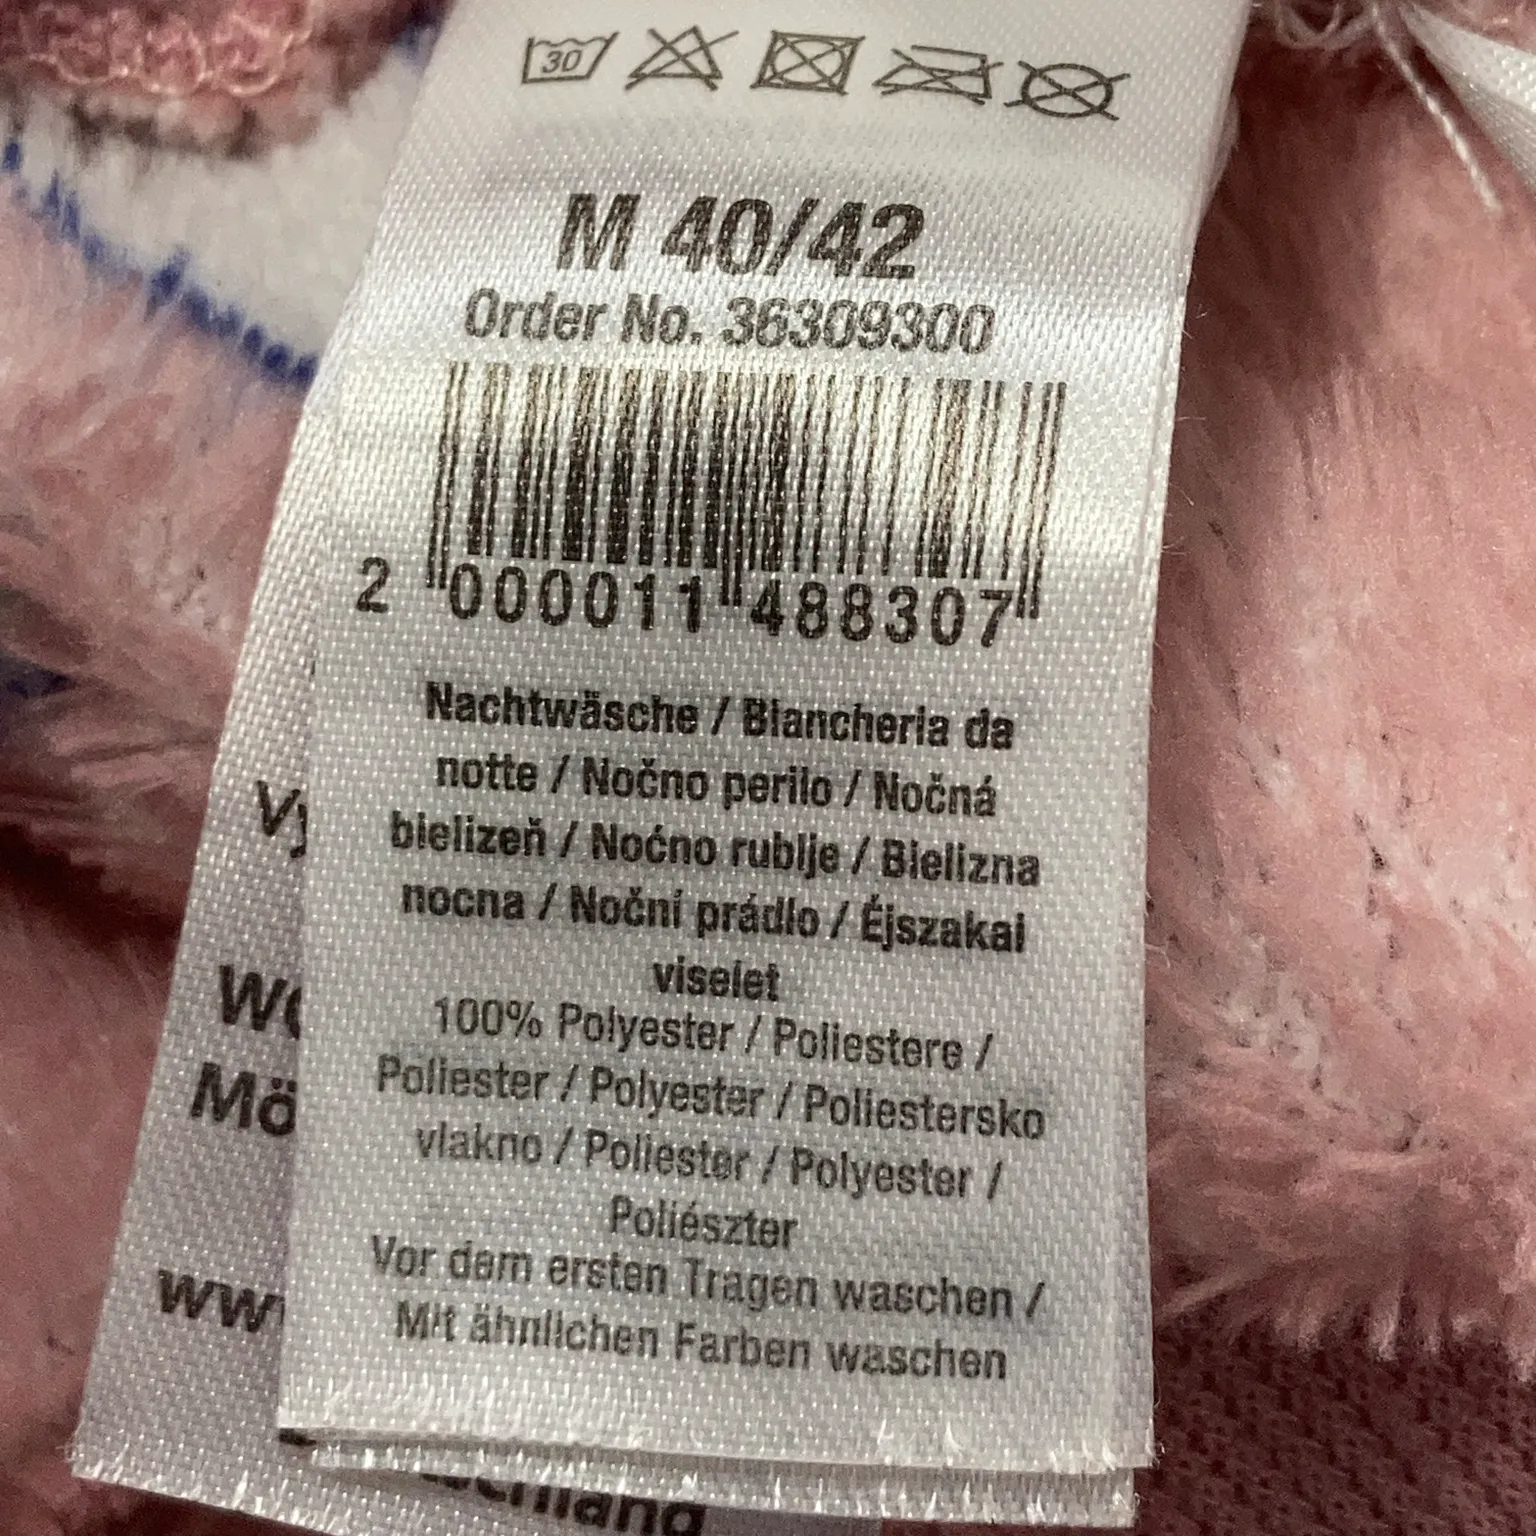 30
M 40/42
Order No. 36309300
2 000011 488307
Nachtwäsche / Biancheria da
notte / Nočno perilo / Nočná
bielizeň / Noćno rublje / Bielizna
nocna / Noční prádlo / Éjszakai
viselet
100% Polyester / Poliestere /
Poliester / Polyester / Poliestersko
vlakno / Poliester / Polyester /
Poliészter
Vor dem ersten Tragen waschen /
Mit ähnlichen Farben waschen